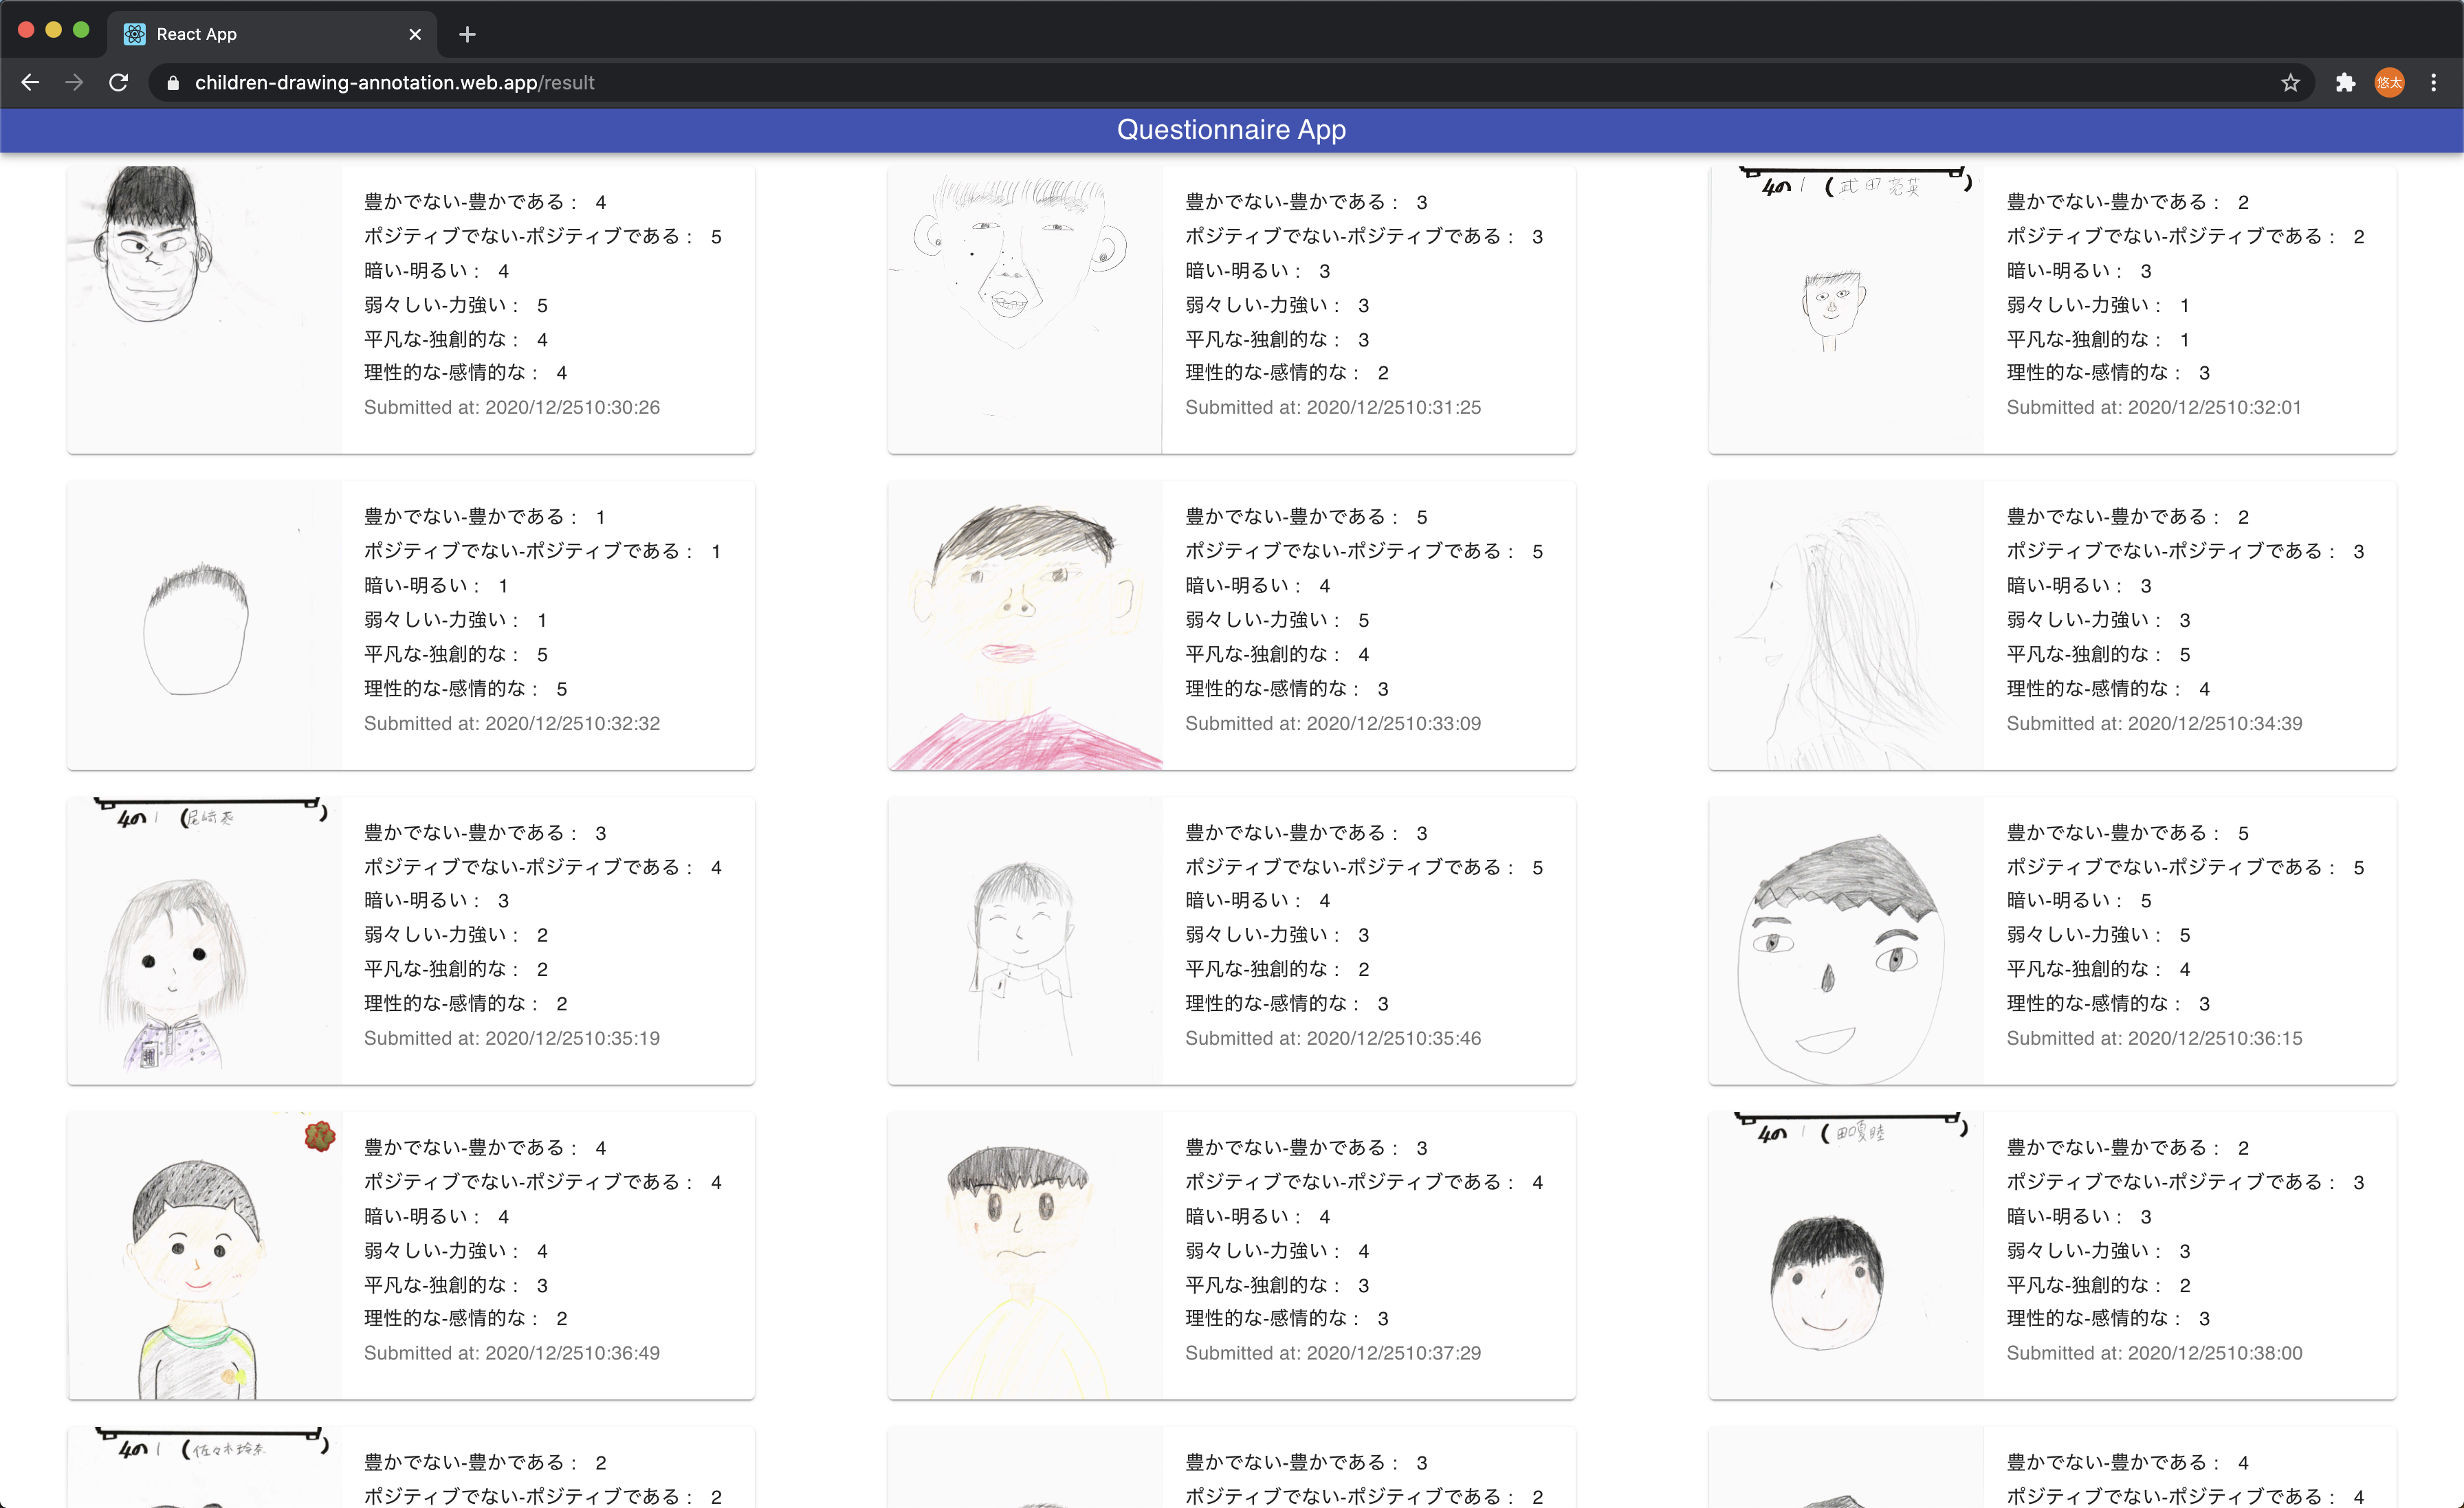 React App
children-drawing-annotation.web.app/result
悠太
Questionnaire App
豊かでない-豊かである： 4
ポジティブでない-ポジティブである： 5
暗い-明るい： 4
弱々しい-力強い： 5
平凡な-独創的な： 4
理性的な-感情的な： 4
Submitted at: 2020/12/2510:30:26
豊かでない-豊かである： 3
ポジティブでない-ポジティブである： 3
暗い-明るい： 3
弱々しい-力強い： 3
平凡な-独創的な： 3
理性的な-感情的な： 2
Submitted at: 2020/12/2510:31:25
4の1 (武田亮英)
豊かでない-豊かである： 2
ポジティブでない-ポジティブである： 2
暗い-明るい： 3
弱々しい-力強い： 1
平凡な-独創的な： 1
理性的な-感情的な： 3
Submitted at: 2020/12/2510:32:01
豊かでない-豊かである： 1
ポジティブでない-ポジティブである： 1
暗い-明るい： 1
弱々しい-力強い： 1
平凡な-独創的な： 5
理性的な-感情的な： 5
Submitted at: 2020/12/2510:32:32
豊かでない-豊かである： 5
ポジティブでない-ポジティブである： 5
暗い-明るい： 4
弱々しい-力強い： 5
平凡な-独創的な： 4
理性的な-感情的な： 3
Submitted at: 2020/12/2510:33:09
豊かでない-豊かである： 2
ポジティブでない-ポジティブである： 3
暗い-明るい： 3
弱々しい-力強い： 3
平凡な-独創的な： 5
理性的な-感情的な： 4
Submitted at: 2020/12/2510:34:39
4の1 (尾崎葵)
豊かでない-豊かである： 3
ポジティブでない-ポジティブである： 4
暗い-明るい： 3
弱々しい-力強い： 2
平凡な-独創的な： 2
理性的な-感情的な： 2
Submitted at: 2020/12/2510:35:19
豊かでない-豊かである： 3
ポジティブでない-ポジティブである： 5
暗い-明るい： 4
弱々しい-力強い： 3
平凡な-独創的な： 2
理性的な-感情的な： 3
Submitted at: 2020/12/2510:35:46
豊かでない-豊かである： 5
ポジティブでない-ポジティブである： 5
暗い-明るい： 5
弱々しい-力強い： 5
平凡な-独創的な： 4
理性的な-感情的な： 3
Submitted at: 2020/12/2510:36:15
豊かでない-豊かである： 4
ポジティブでない-ポジティブである： 4
暗い-明るい： 4
弱々しい-力強い： 4
平凡な-独創的な： 3
理性的な-感情的な： 2
Submitted at: 2020/12/2510:36:49
豊かでない-豊かである： 3
ポジティブでない-ポジティブである： 4
暗い-明るい： 4
弱々しい-力強い： 4
平凡な-独創的な： 3
理性的な-感情的な： 3
Submitted at: 2020/12/2510:37:29
4の1
豊かでない-豊かである： 2
ポジティブでない-ポジティブである： 3
暗い-明るい： 3
弱々しい-力強い： 3
平凡な-独創的な： 2
理性的な-感情的な： 3
Submitted at: 2020/12/2510:38:00
4の1 (佐々木玲奈)
豊かでない-豊かである： 2
ポジティブでない-ポジティブである： 2
豊かでない-豊かである： 3
ポジティブでない-ポジティブである： 2
豊かでない-豊かである： 4
ポジティブでない-ポジティブである： 4